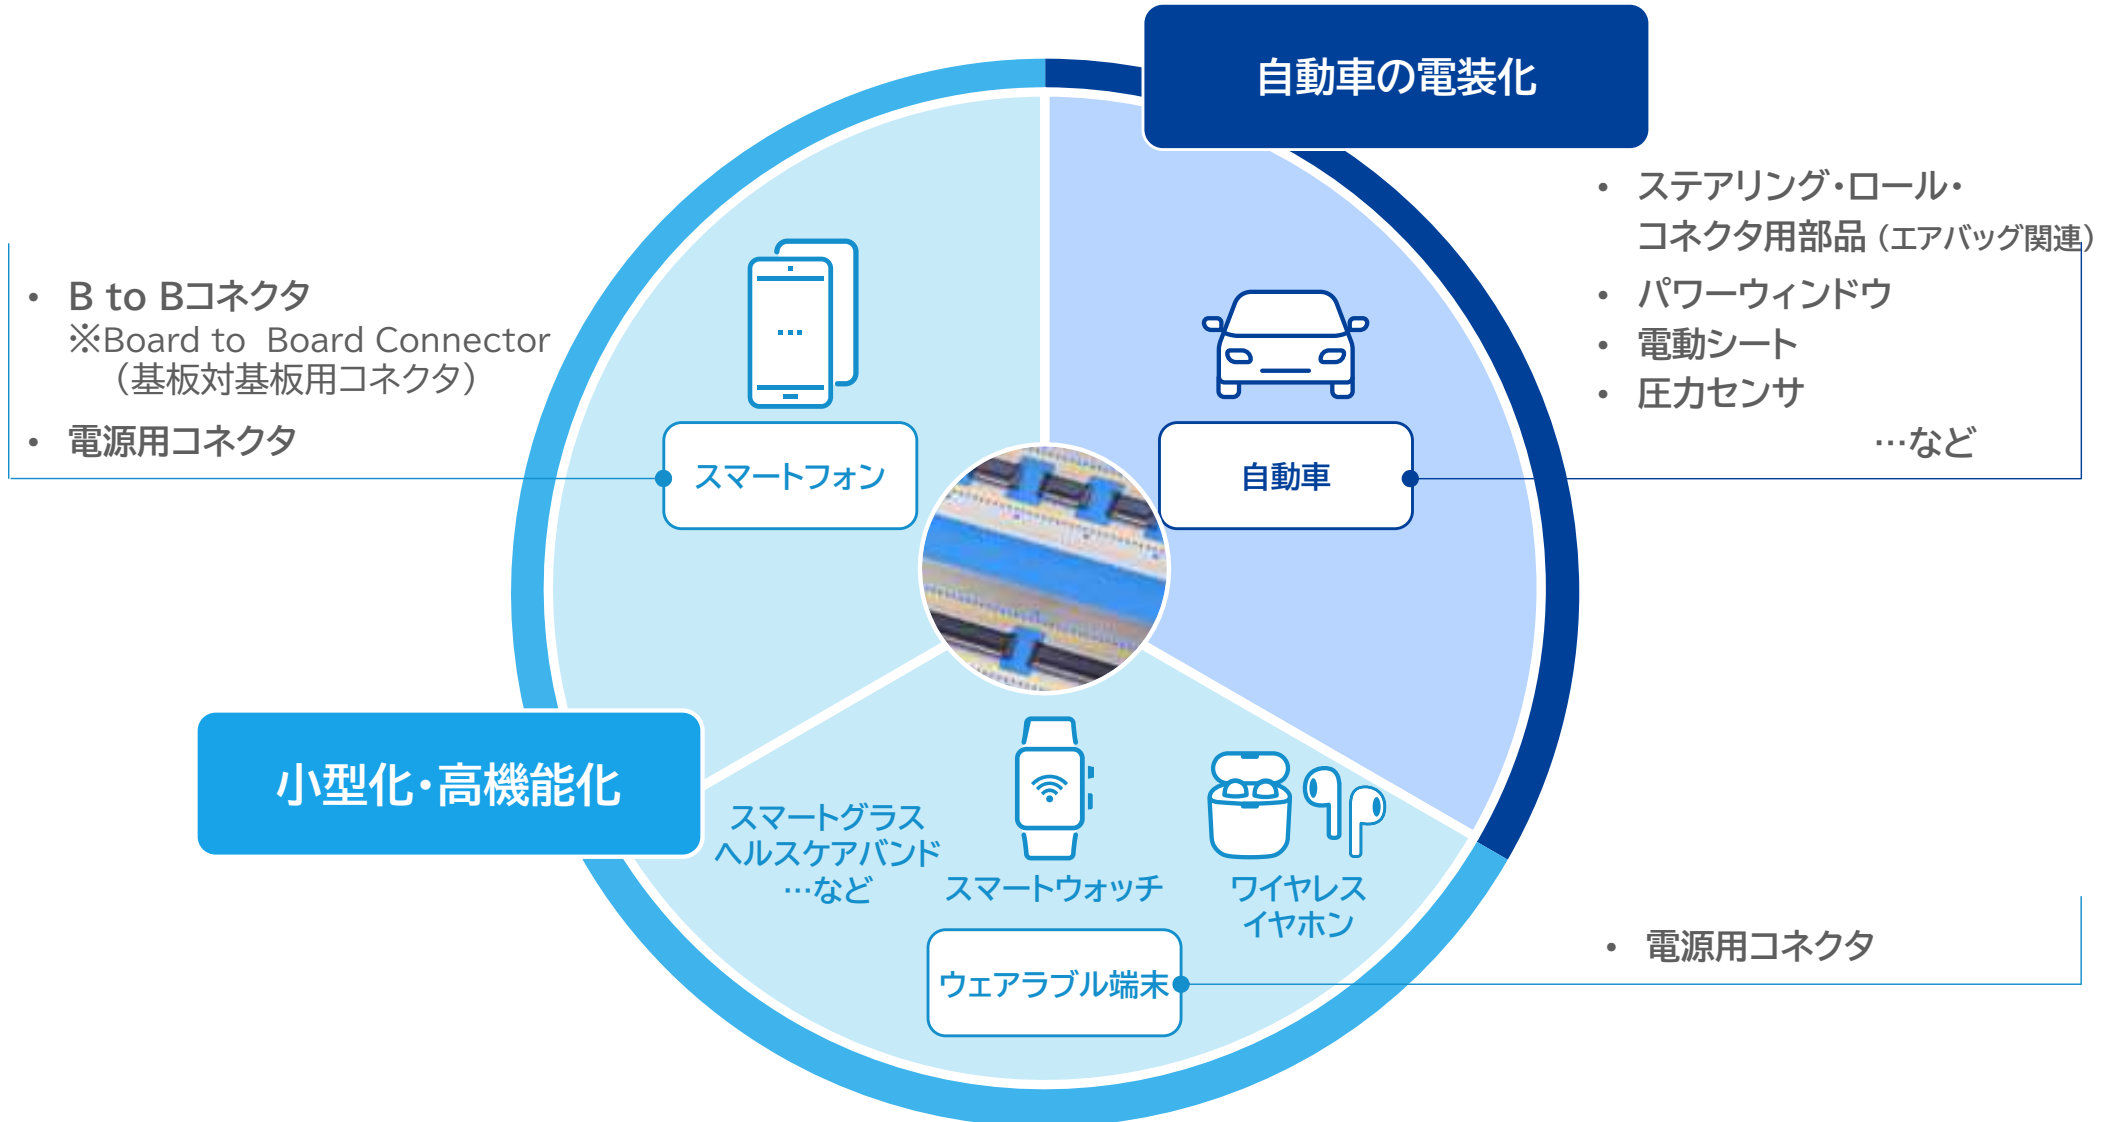 自動車の電装化
• ステアリング・ロール・
コネクタ用部品（エアバッグ関連）
• パワーウィンドウ
• 電動シート
• 圧力センサ
…など
• B to Bコネクタ
※Board to Board Connector
（基板対基板用コネクタ）
• 電源用コネクタ
スマートフォン
自動車
小型化・高機能化
スマートグラス
ヘルスケアバンド
…など
スマートウォッチ
ワイヤレス
イヤホン
ウェアラブル端末
• 電源用コネクタ